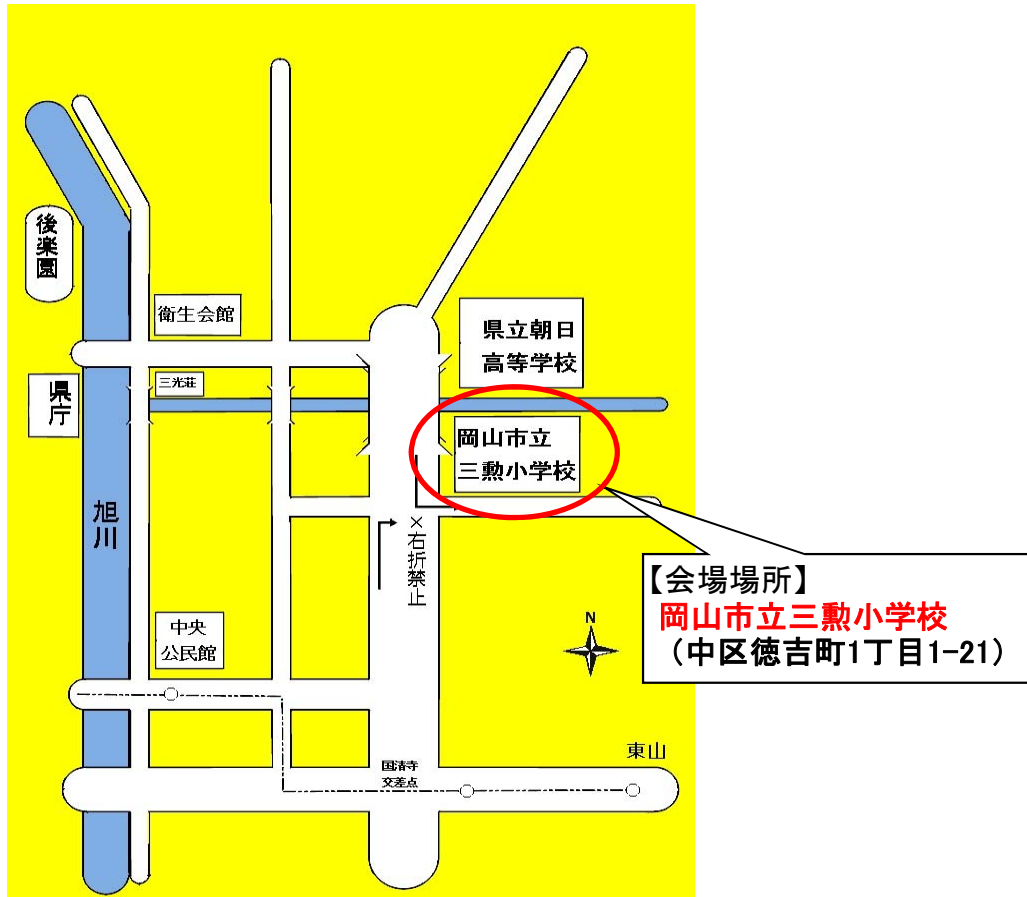 後楽園
衛生会館
県立朝日
高等学校
県庁
三光荘
岡山市立
三勲小学校
旭川
×右折禁止
【会場場所】
岡山市立三勲小学校
（中区徳吉町1丁目1-21）
N
中央
公民館
東山
国清寺
交差点